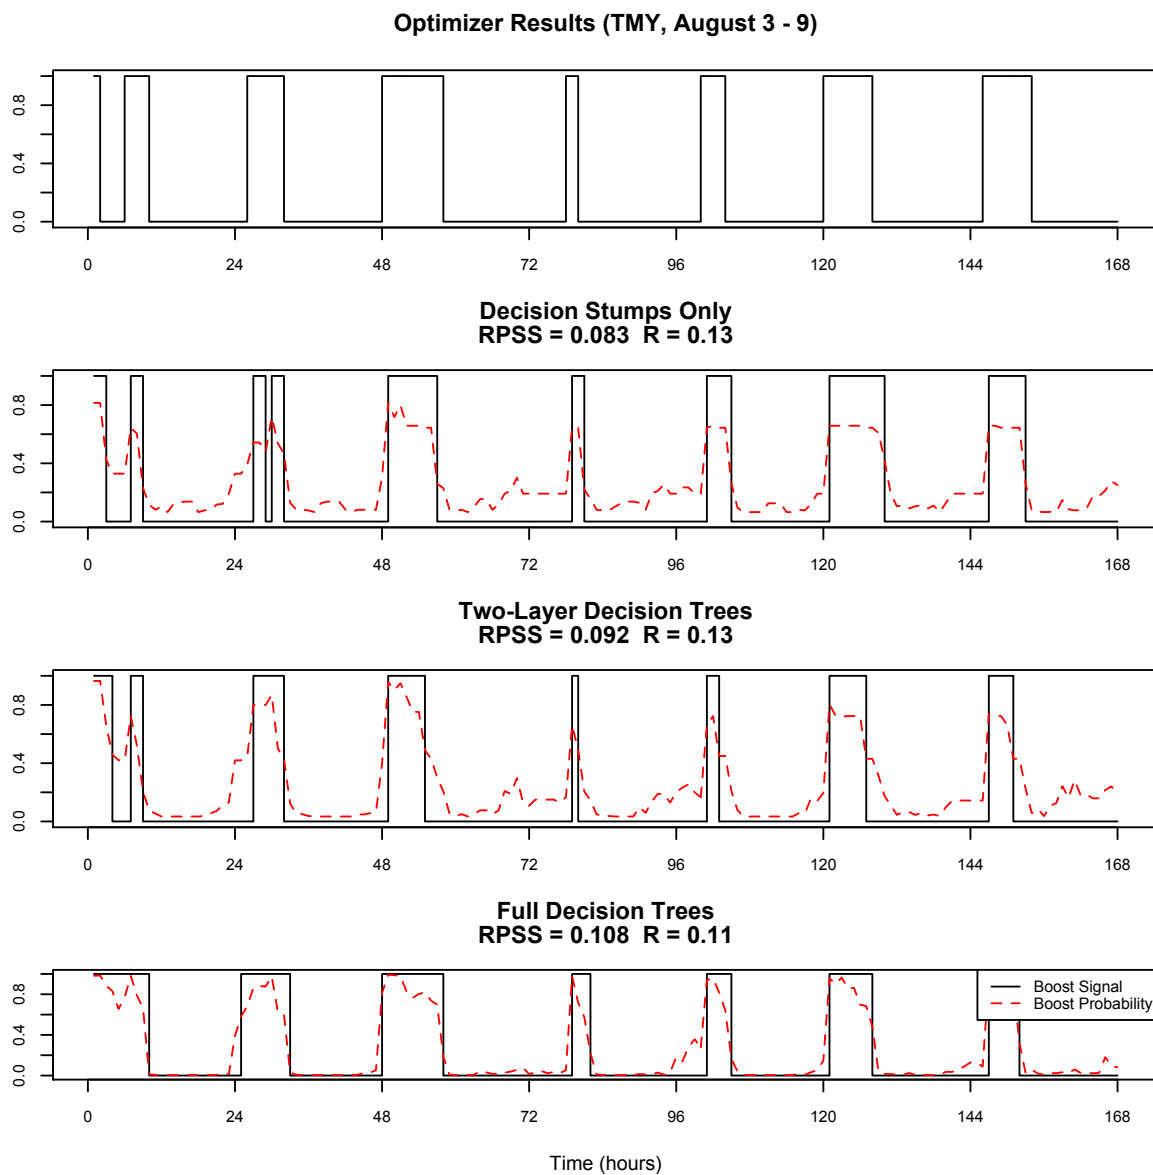 Optimizer Results (TMY, August 3 - 9)
0.8
0.4
0.0
0 24 48 72 96 120 144 168
Decision Stumps Only
RPSS = 0.083 R = 0.13
0.8
0.4
0.0
0 24 48 72 96 120 144 168
Two-Layer Decision Trees
RPSS = 0.092 R = 0.13
0.8
0.4
0.0
0 24 48 72 96 120 144 168
Full Decision Trees
RPSS = 0.108 R = 0.11
Boost Signal
Boost Probability
0.8
0.4
0.0
0 24 48 72 96 120 144 168
Time (hours)